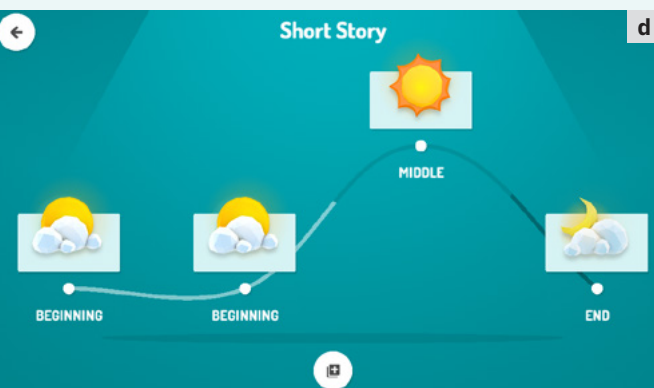 Short Story
d
MIDDLE
BEGINNING
BEGINNING
END